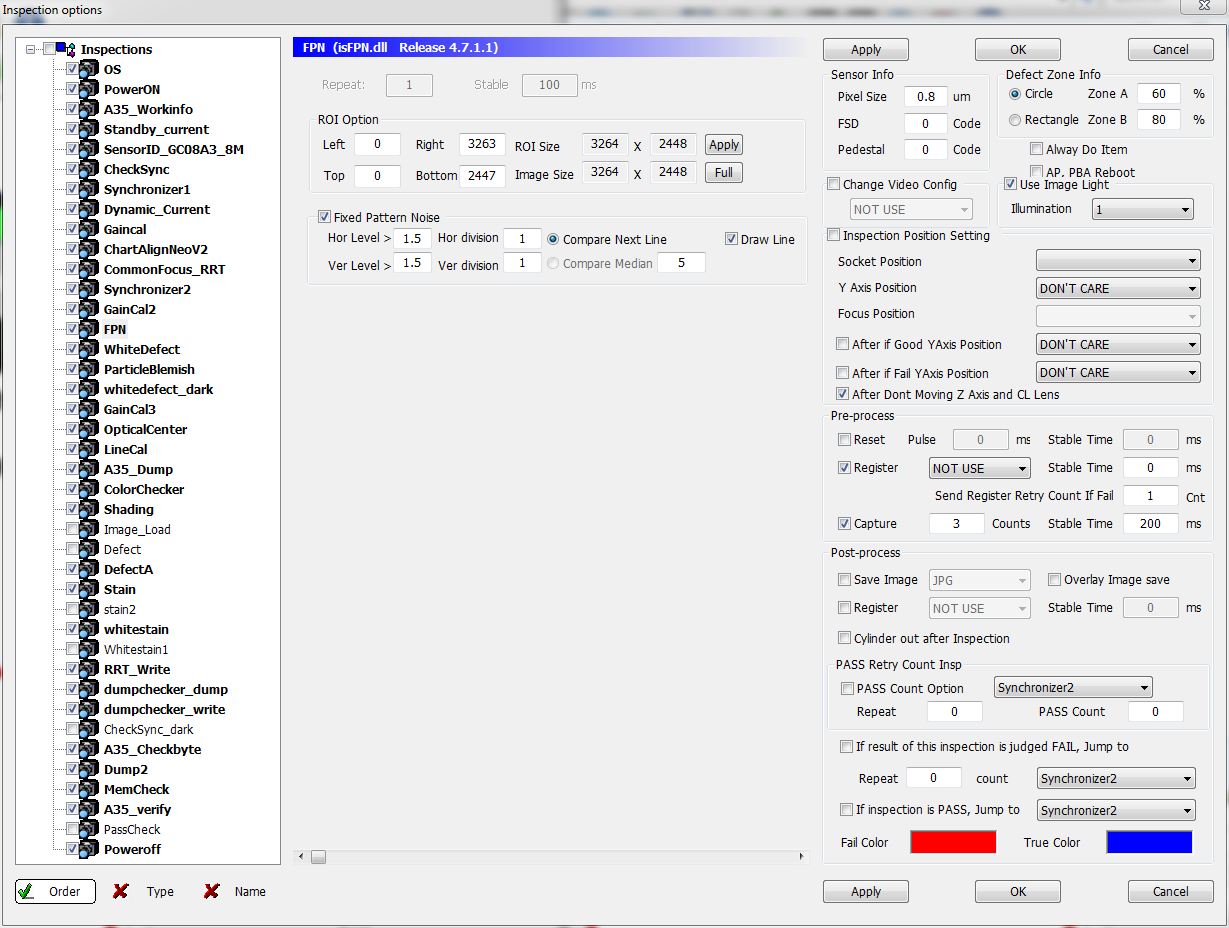 Inspection options
Inspections
OS
PowerON
A35_Workinfo
Standby_current
SensorID_GC08A3_8M
CheckSync
Synchronizer1
Dynamic_Current
Gaincal
ChartAlignNeoV2
CommonFocus_RRT
Synchronizer2
GainCal2
FPN
WhiteDefect
ParticleBlemish
whitedefect_dark
GainCal3
OpticalCenter
LineCal
A35_Dump
ColorChecker
Shading
Image_Load
Defect
DefectA
Stain
stain2
whitestain
Whitestain1
RRT_Write
dumpchecker_dump
dumpchecker_write
CheckSync_dark
A35_Checkbyte
Dump2
MemCheck
A35_verify
PassCheck
Poweroff
Order Type Name
FPN (isFPN.dll Release 4.7.1.1)
Repeat: 1 Stable 100 ms
ROI Option
Left 0 Right 3263 ROI Size 3264 X 2448 Apply
Top 0 Bottom 2447 Image Size 3264 X 2448 Full
Fixed Pattern Noise
Hor Level > 1.5 Hor division 1 Compare Next Line Draw Line
Ver Level > 1.5 Ver division 1 Compare Median 5
Apply OK Cancel
Sensor Info
Pixel Size 0.8 um
FSD 0 Code
Pedestal 0 Code
Defect Zone Info
Circle Zone A 60 %
Rectangle Zone B 80 %
Alway Do Item
AP, PBA Reboot
Change Video Config
NOT USE
Use Image Light
Illumination 1
Inspection Position Setting
Socket Position
Y Axis Position DON'T CARE
Focus Position
After if Good YAxis Position DON'T CARE
After if Fail YAxis Position DON'T CARE
After Dont Moving Z Axis and CL Lens
Pre-process
Reset Pulse 0 ms Stable Time 0 ms
Register NOT USE Stable Time 0 ms
Send Register Retry Count If Fail 1 Cnt
Capture 3 Counts Stable Time 200 ms
Post-process
Save Image JPG Overlay Image save
Register NOT USE Stable Time 0 ms
Cylinder out after Inspection
PASS Retry Count Insp
PASS Count Option Synchronizer2
Repeat 0 PASS Count 0
If result of this inspection is judged FAIL, Jump to
Repeat 0 count Synchronizer2
If inspection is PASS, Jump to Synchronizer2
Fail Color True Color
Apply OK Cancel